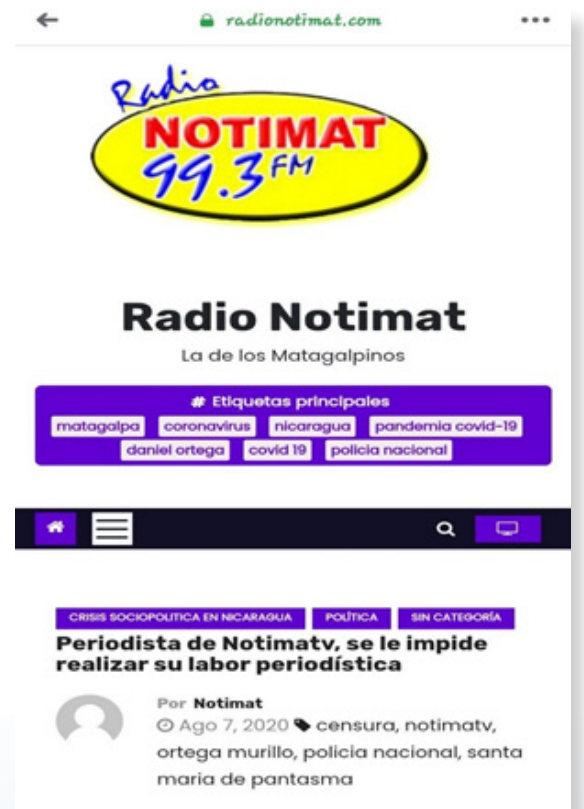 radionotimat.com
Radio
NOTIMAT
99.3 FM
Radio Notimat
La de los Matagalpinos
# Etiquetas principales
matagalpa coronavirus nicaragua pandemia covid-19
daniel ortega covid 19 policia nacional
CRISIS SOCIOPOLITICA EN NICARAGUA POLÍTICA SIN CATEGORÍA
Periodista de Notimatv, se le impide
realizar su labor periodística
Por Notimat
Ago 7, 2020 censura, notimatv,
ortega murillo, policia nacional, santa
maria de pantasma